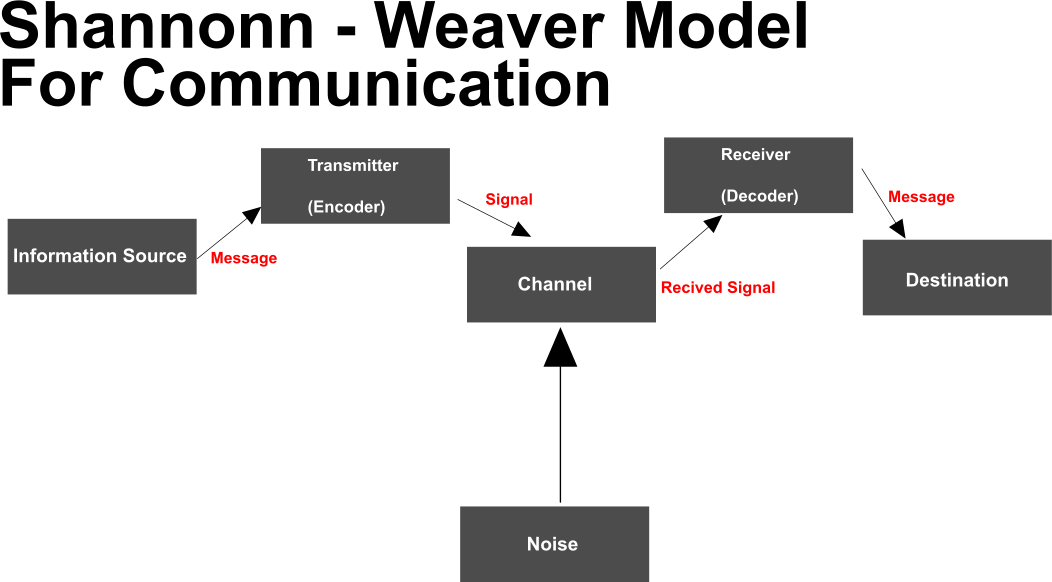 Shannonn - Weaver Model
For Communication
Information Source
Message
Transmitter
(Encoder)
Signal
Channel
Recived Signal
Receiver
(Decoder)
Message
Destination
Noise